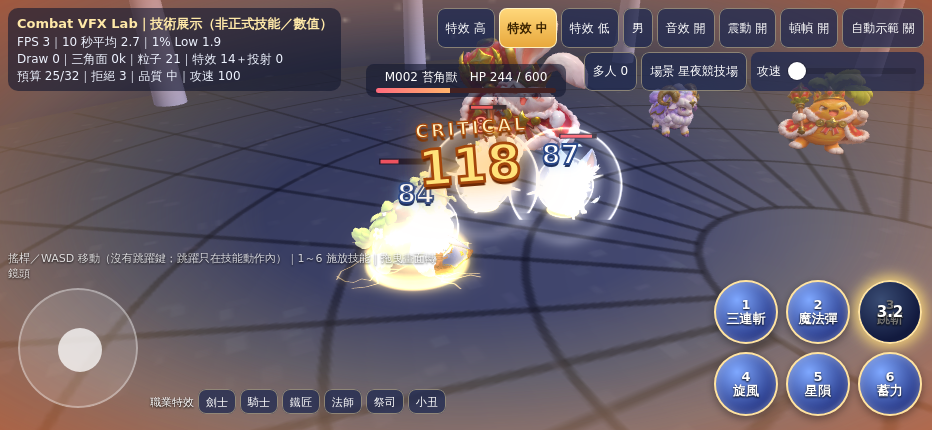 Combat VFX Lab｜技術展示（非正式技能／數值）
FPS 3｜10 秒平均 2.7｜1% Low 1.9
Draw 0｜三角面 0k｜粒子 21｜特效 14＋投射 0
預算 25/32｜拒絕 3｜品質 中｜攻速 100
特效 高
特效 中
特效 低
男
音效 開
震動 開
頓幀 開
自動示範 關
多人 0
場景 星夜競技場
攻速
M002 苔角獸 HP 244 / 600
CRITICAL
118
87
84
搖桿／WASD 移動（沒有跳躍鍵；跳躍只在技能動作內）｜1～6 施放技能｜拖曳畫面轉
鏡頭
1
三連斬
2
魔法彈
3
3.2
跳斬
4
旋風
5
星隕
6
蓄力
職業特效
劍士
騎士
鐵匠
法師
祭司
小丑